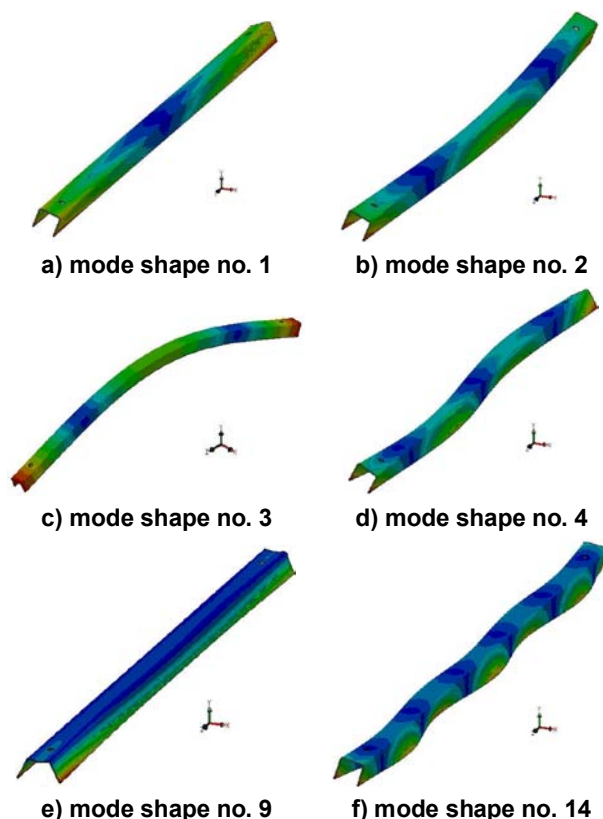 a) mode shape no. 1
b) mode shape no. 2
c) mode shape no. 3
d) mode shape no. 4
e) mode shape no. 9
f) mode shape no. 14